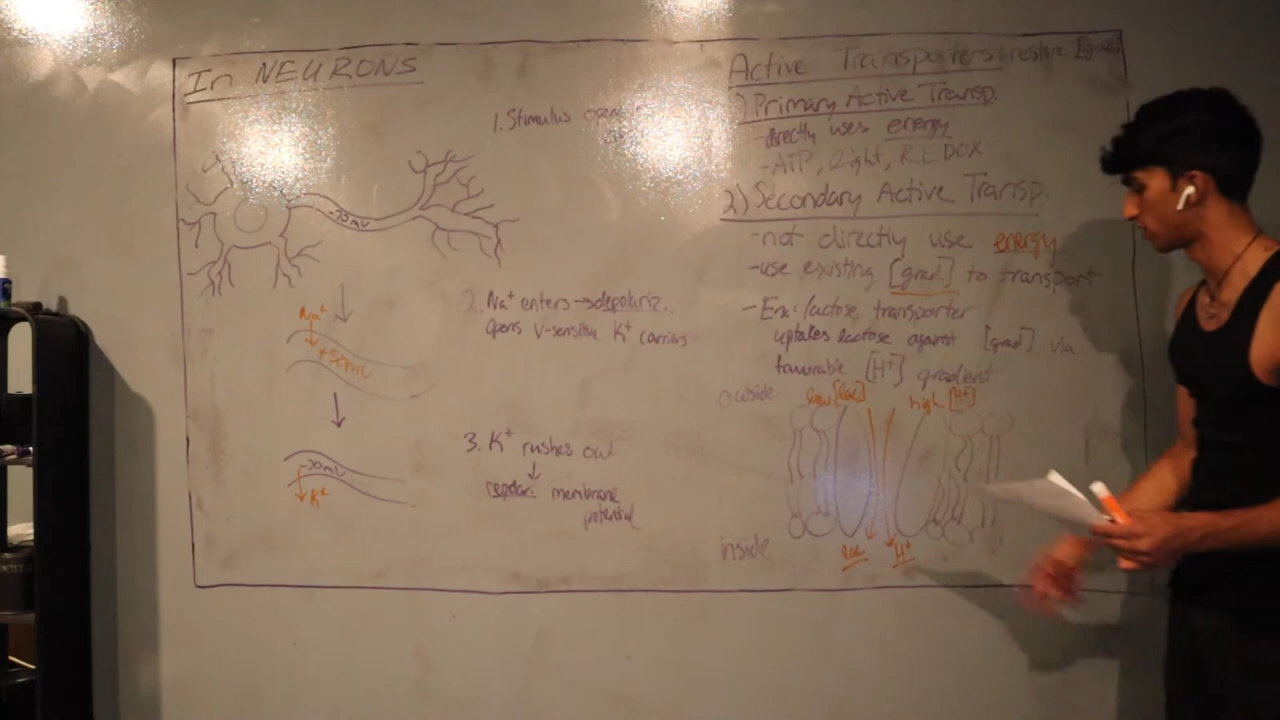 In NEURONS
1. Stimulus opens
-70mV
Na⁺
+50mV
2. Na⁺ enters → depolariz.
opens V-sensitive K⁺ carriers
-70mV
K⁺
3. K⁺ rushes out
↓
repolar. membrane
potential
Active Transporters: restore [grad]
1) Primary Active Transp.
-directly uses energy
-ATP, Light, REDOX
2) Secondary Active Transp.
-not directly use energy
-use existing [grad.] to transport
-Ex: lactose transporter
uptakes lactose against [grad] via
favorable [H⁺] gradient
Outside low [lac] high [H⁺]
inside lac H⁺